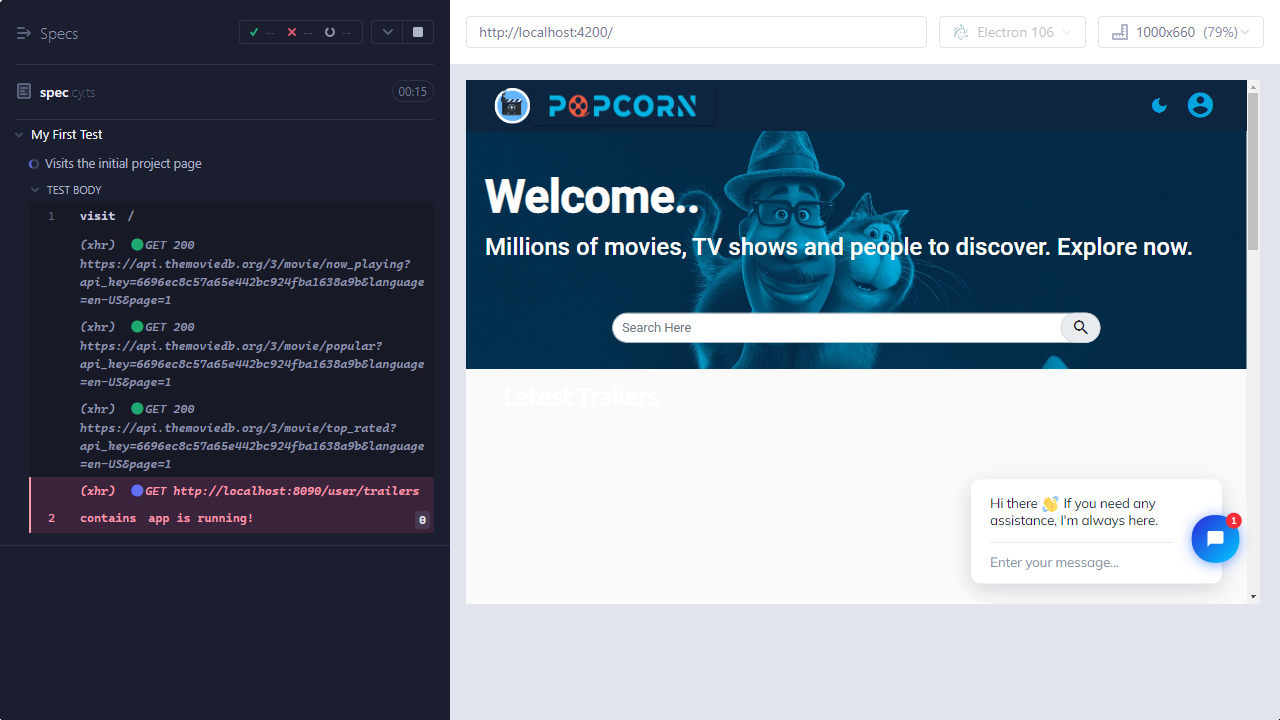 Specs
-- -- --
spec.cy.ts
00:15
My First Test
Visits the initial project page
TEST BODY
1 visit /
(xhr) GET 200
https://api.themoviedb.org/3/movie/now_playing?
api_key=6696ec8c57a65e442bc924fba1638a9b&language
=en-US&page=1
(xhr) GET 200
https://api.themoviedb.org/3/movie/popular?
api_key=6696ec8c57a65e442bc924fba1638a9b&language
=en-US&page=1
(xhr) GET 200
https://api.themoviedb.org/3/movie/top_rated?
api_key=6696ec8c57a65e442bc924fba1638a9b&language
=en-US&page=1
(xhr) GET http://localhost:8090/user/trailers
2 contains app is running! 0
http://localhost:4200/
Electron 106
1000x660 (79%)
POPCORN
Welcome..
Millions of movies, TV shows and people to discover. Explore now.
Search Here
Latest Trailers
Hi there 👋 If you need any
assistance, I'm always here.
1
Enter your message...